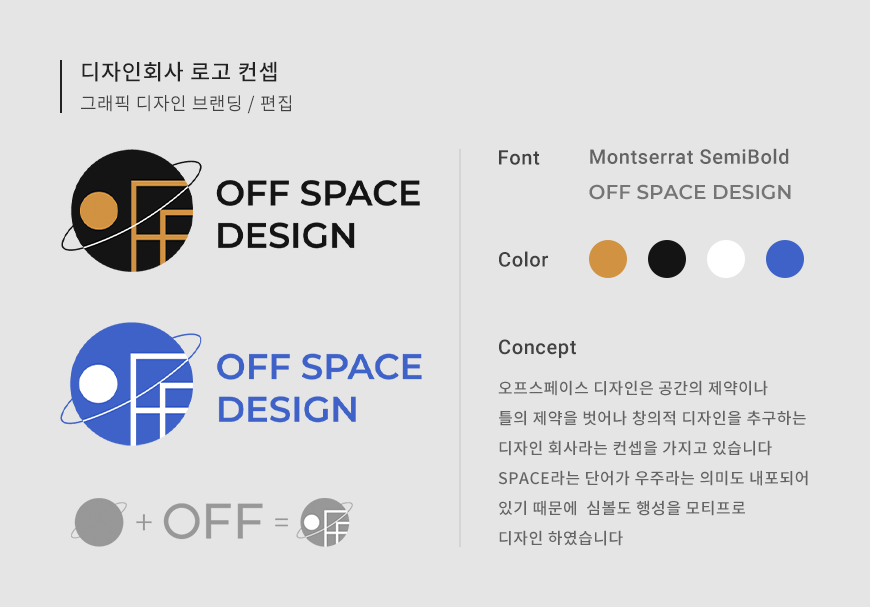 디자인회사 로고 컨셉
그래픽 디자인 브랜딩 / 편집
OFF SPACE
DESIGN
OFF SPACE
DESIGN
+ OFF =
Font
Montserrat SemiBold
OFF SPACE DESIGN
Color
Concept
오프스페이스 디자인은 공간의 제약이나
틀의 제약을 벗어나 창의적 디자인을 추구하는
디자인 회사라는 컨셉을 가지고 있습니다
SPACE라는 단어가 우주라는 의미도 내포되어
있기 때문에 심볼도 행성을 모티프로
디자인 하였습니다